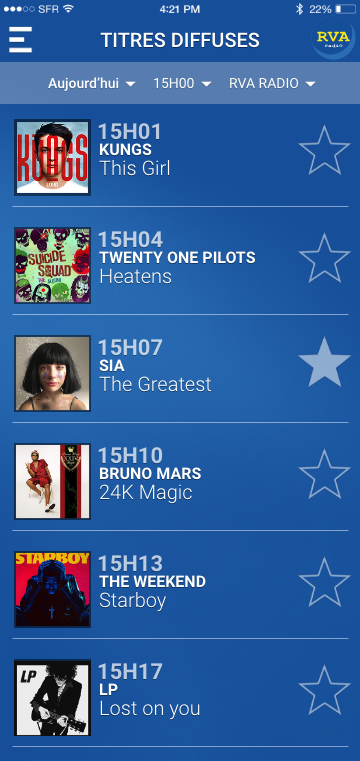 SFR 4:21 PM 22%
TITRES DIFFUSES
RVA
radio
Aujourd'hui 15H00 RVA RADIO
15H01
KUNGS
KUNGS
This Girl
15H04
SUICIDE
SQUAD
THE ALBUM
TWENTY ONE PILOTS
Heatens
15H07
SIA
The Greatest
15H10
BRUNO MARS
24K Magic
15H13
STARBOY
THE WEEKEND
Starboy
15H17
LP
LP
Lost on you